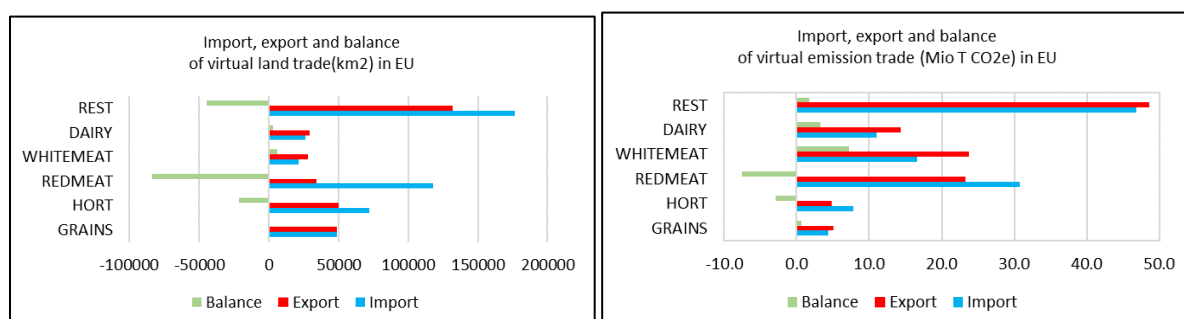 Import, export and balance
of virtual land trade(km2) in EU
REST
DAIRY
WHITEMEAT
REDMEAT
HORT
GRAINS
-100000 -50000 0 50000 100000 150000 200000
Balance Export Import
Import, export and balance
of virtual emission trade (Mio T CO2e) in EU
REST
DAIRY
WHITEMEAT
REDMEAT
HORT
GRAINS
-10.0 0.0 10.0 20.0 30.0 40.0 50.0
Balance Export Import